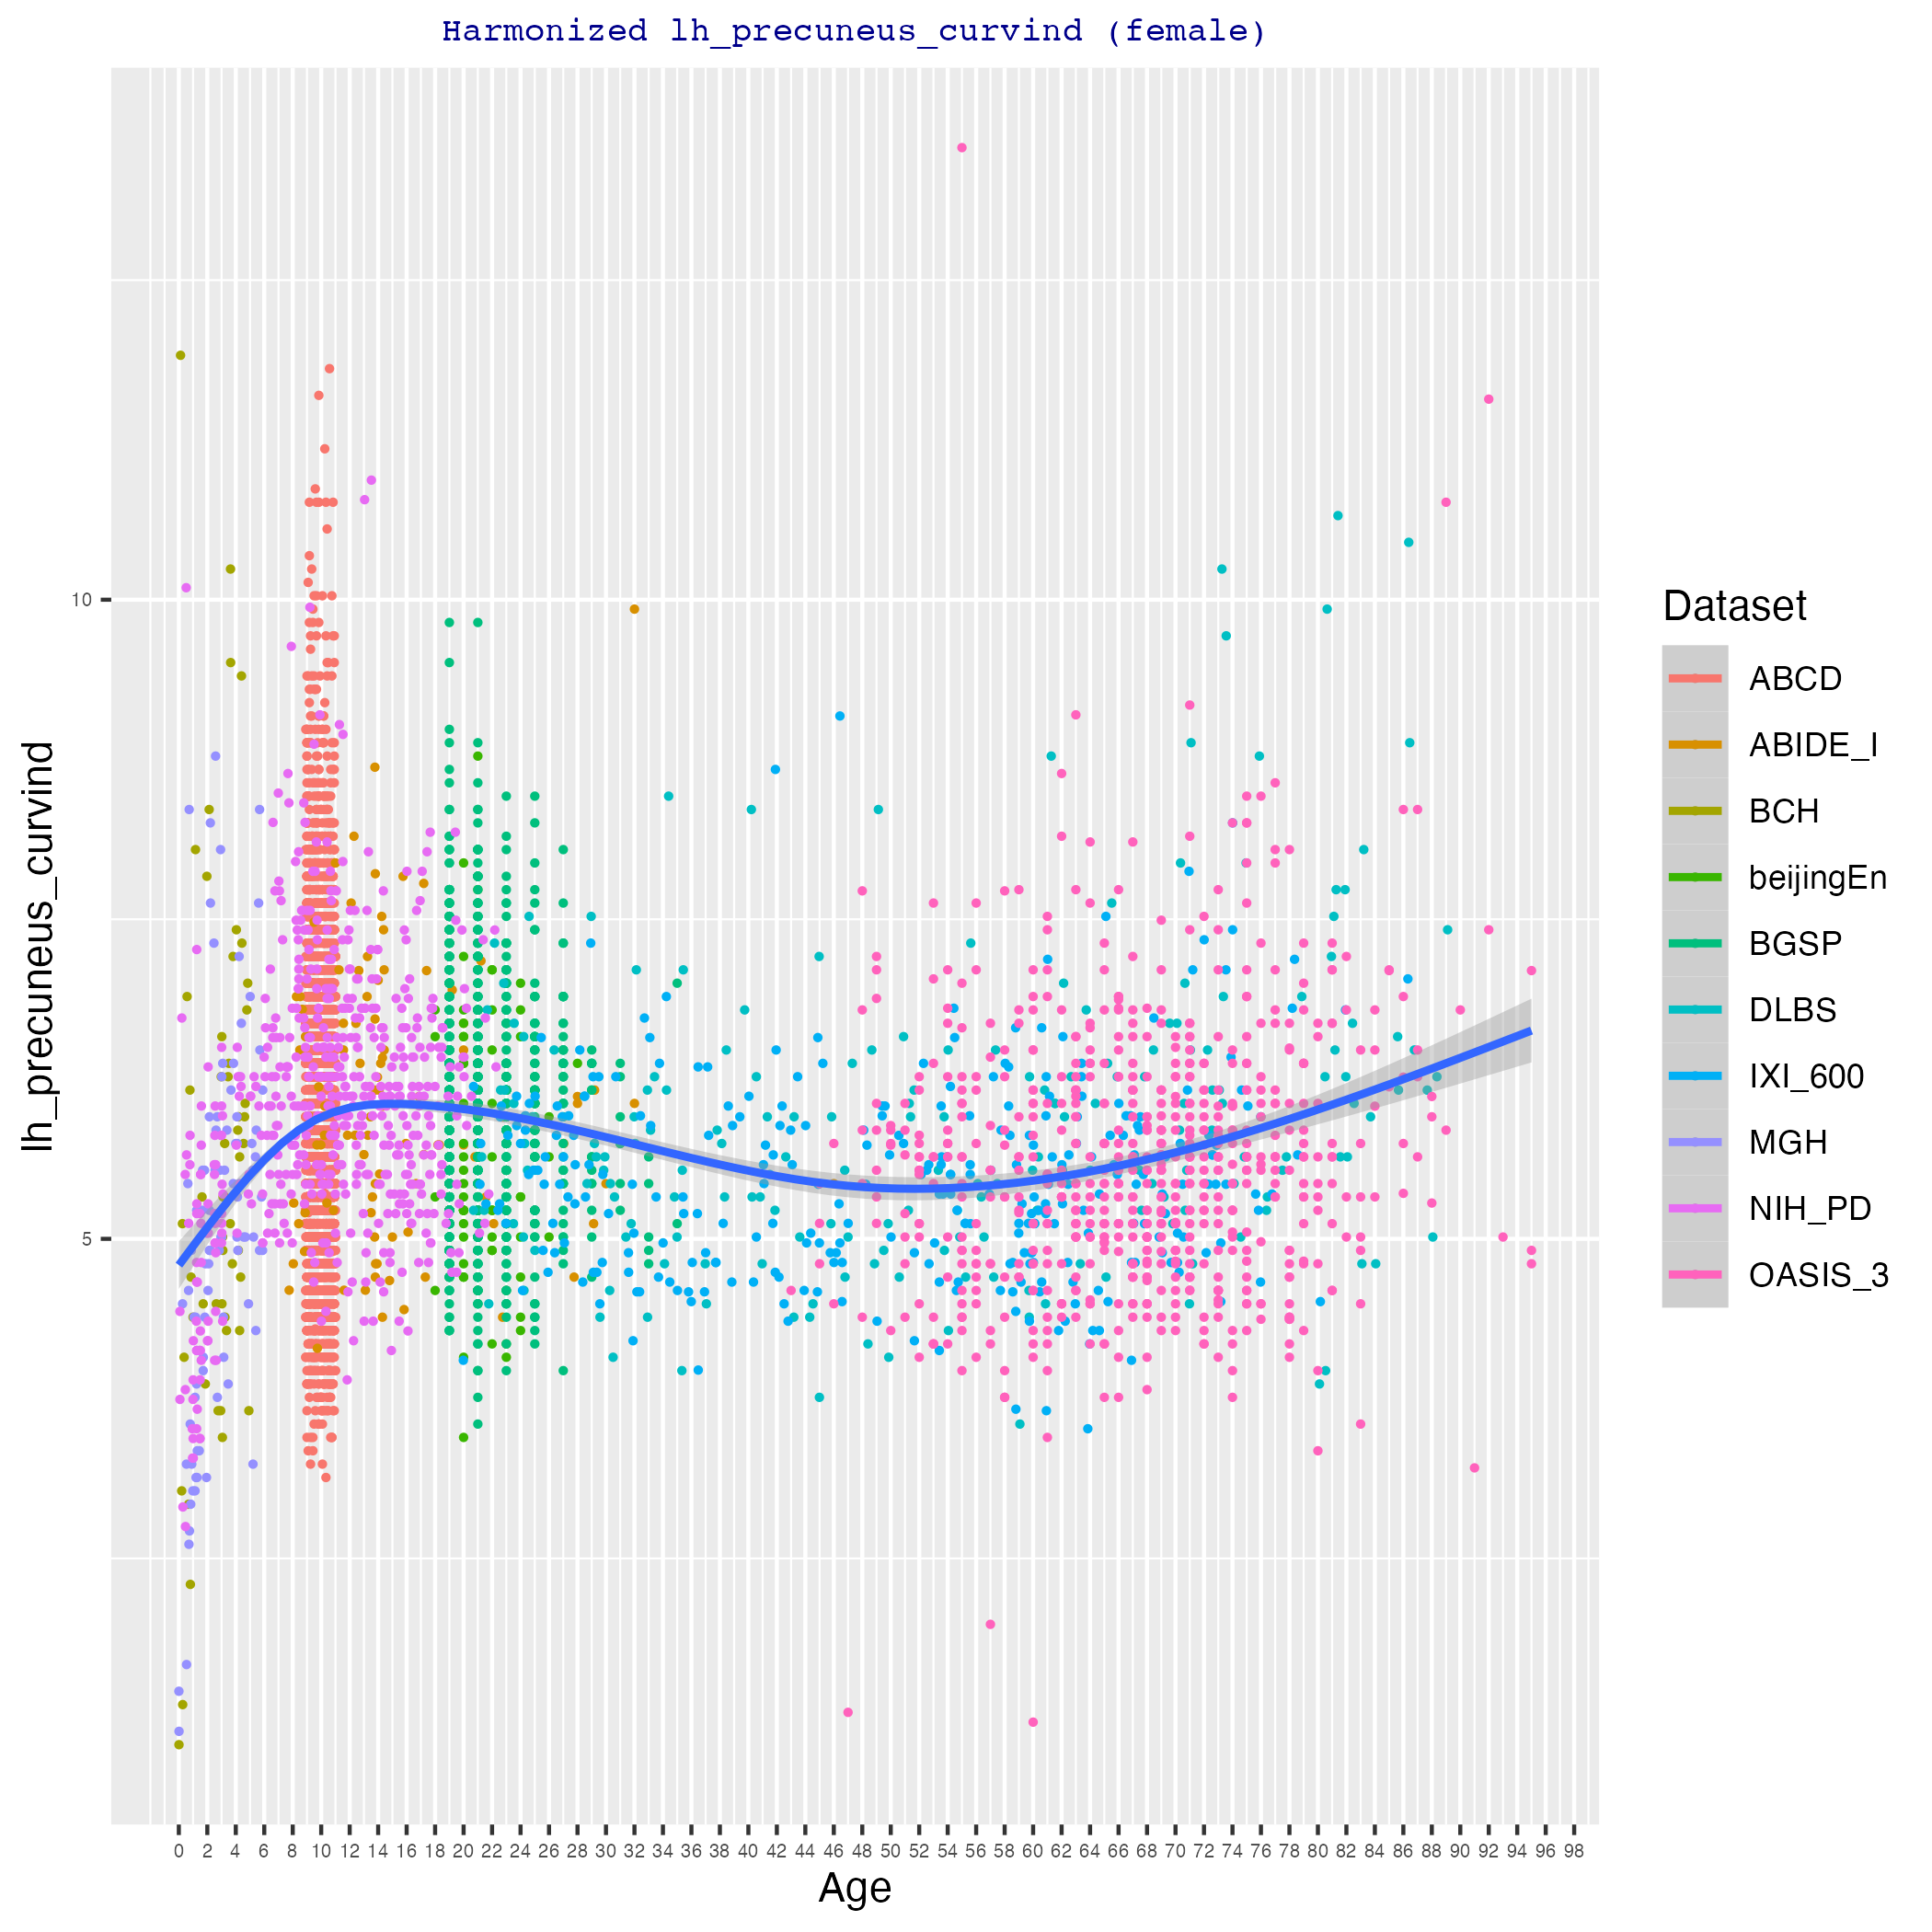 Harmonized lh_precuneus_curvind (female)
lh_precuneus_curvind
10
5
0 2 4 6 8 10 12 14 16 18 20 22 24 26 28 30 32 34 36 38 40 42 44 46 48 50 52 54 56 58 60 62 64 66 68 70 72 74 76 78 80 82 84 86 88 90 92 94 96 98
Age
Dataset
ABCD
ABIDE_I
BCH
beijingEn
BGSP
DLBS
IXI_600
MGH
NIH_PD
OASIS_3